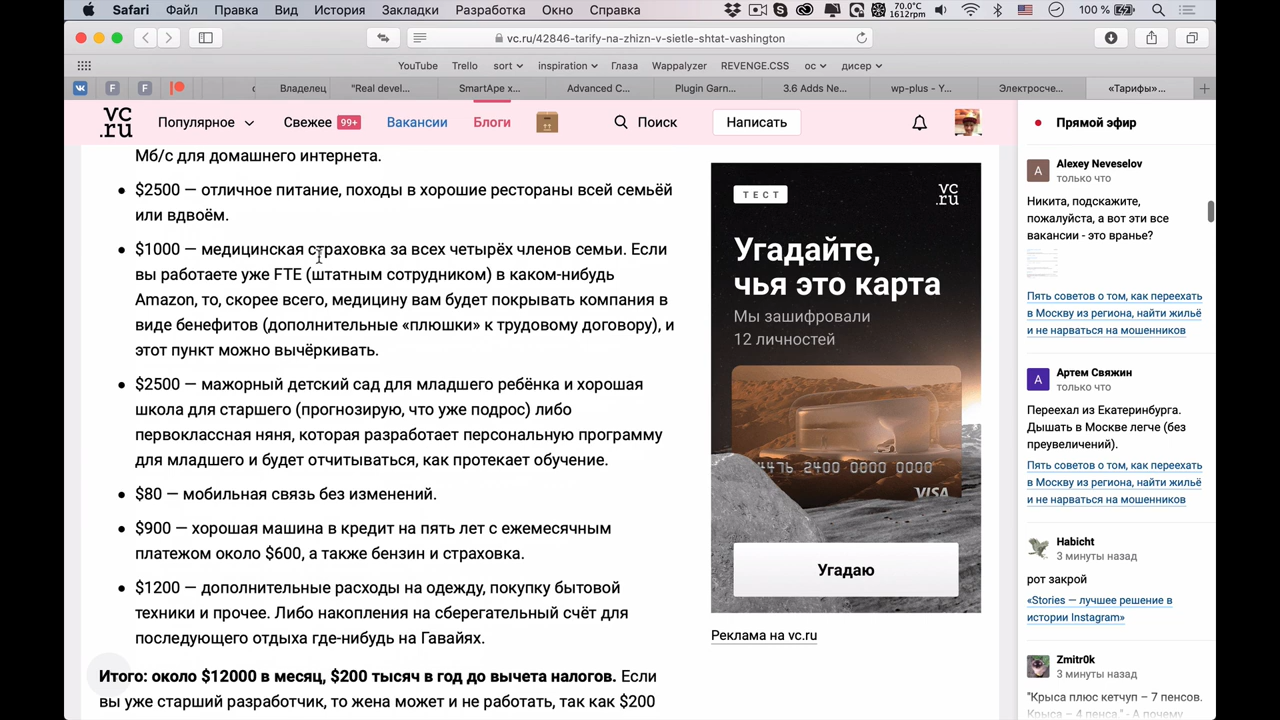 Safari Файл Правка Вид История Закладки Разработка Окно Справка 70.0°C 1612rpm 100 %
vc.ru/42846-tarify-na-zhizn-v-sietle-shtat-vashington
YouTube Trello sort inspiration Глаза Wappalyzer REVENGE.CSS ос дисер
Владелец "Real devel... SmartApe х... Advanced C... Plugin Garn... 3.6 Adds Ne... wp-plus - Y... Электросче... «Тарифы»...
vc.ru Популярное Свежее 99+ Вакансии Блоги Поиск Написать
Мб/с для домашнего интернета.
$2500 — отличное питание, походы в хорошие рестораны всей семьёй
или вдвоём.
$1000 — медицинская страховка за всех четырёх членов семьи. Если
вы работаете уже FTE (штатным сотрудником) в каком-нибудь
Amazon, то, скорее всего, медицину вам будет покрывать компания в
виде бенефитов (дополнительные «плюшки» к трудовому договору), и
этот пункт можно вычёркивать.
$2500 — мажорный детский сад для младшего ребёнка и хорошая
школа для старшего (прогнозирую, что уже подрос) либо
первоклассная няня, которая разработает персональную программу
для младшего и будет отчитываться, как протекает обучение.
$80 — мобильная связь без изменений.
$900 — хорошая машина в кредит на пять лет с ежемесячным
платежом около $600, а также бензин и страховка.
$1200 — дополнительные расходы на одежду, покупку бытовой
техники и прочее. Либо накопления на сберегательный счёт для
последующего отдыха где-нибудь на Гавайях.
Итого: около $12000 в месяц, $200 тысяч в год до вычета налогов. Если
вы уже старший разработчик, то жена может и не работать, так как $200
ТЕСТ
vc.ru
Угадайте,
чья это карта
Мы зашифровали
12 личностей
4476 2400 0000 0000
VISA
Угадаю
Реклама на vc.ru
Прямой эфир
Alexey Neveselov
только что
Никита, подскажите,
пожалуйста, а вот эти все
вакансии - это вранье?
Пять советов о том, как переехать
в Москву из региона, найти жильё
и не нарваться на мошенников
А
Артем Свяжин
только что
Переехал из Екатеринбурга.
Дышать в Москве легче (без
преувеличений).
Пять советов о том, как переехать
в Москву из региона, найти жильё
и не нарваться на мошенников
Habicht
3 минуты назад
рот закрой
«Stories — лучшее решение в
истории Instagram»
Zmitr0k
3 минуты назад
"Крыса плюс кетчуп – 7 пенсов.
Крыса – 4 пенса." - А почему